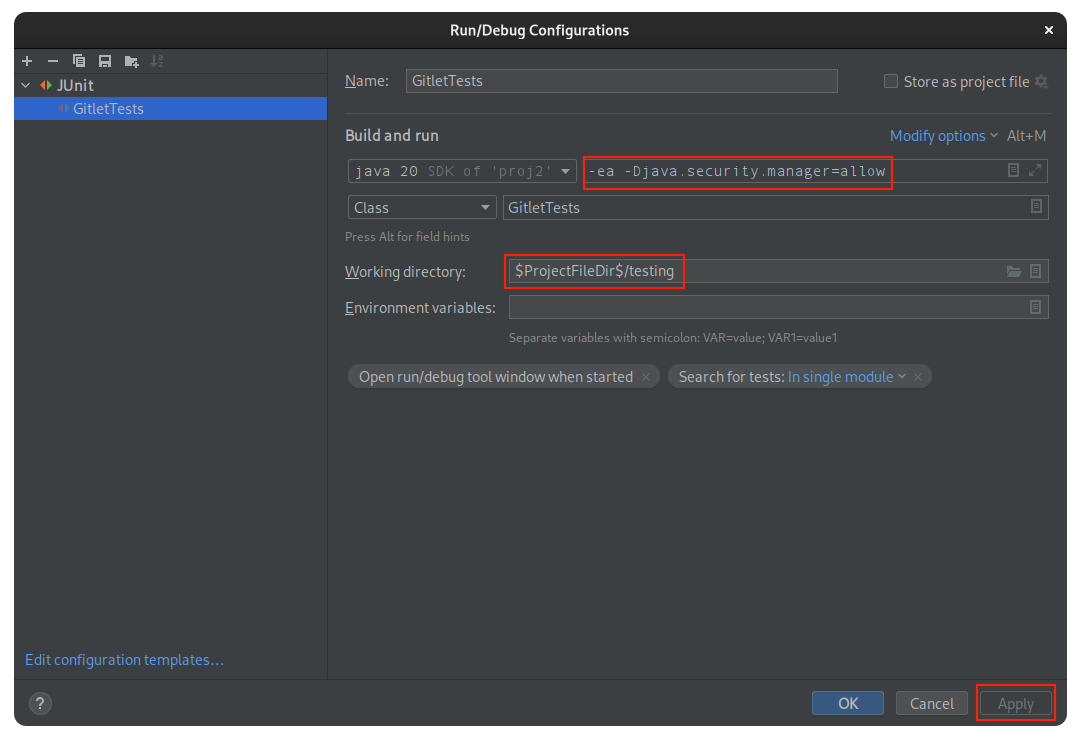 Run/Debug Configurations
JUnit
GitletTests
Name: GitletTests Store as project file
Build and run Modify options Alt+M
java 20 SDK of 'proj2' -ea -Djava.security.manager=allow
Class GitletTests
Press Alt for field hints
Working directory: $ProjectFileDir$/testing
Environment variables:
Separate variables with semicolon: VAR=value; VAR1=value1
Open run/debug tool window when started × Search for tests: In single module ×
Edit configuration templates...
? OK Cancel Apply